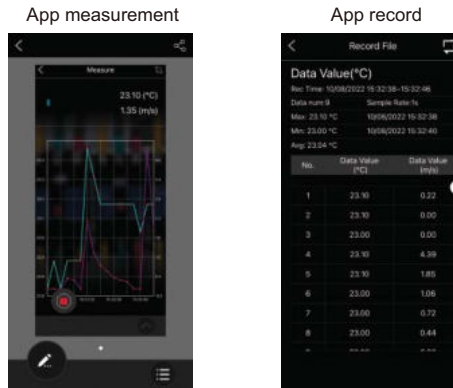 App measurement
App record
Measure
23.10 (°C)
1.35 (m/s)
Record File
Data Value(°C)
Rec Time: 10/08/2022 15:32:38-15:32:46
Data num:9 Sample Rate:1s
Max: 23.10 °C 10/08/2022 15:32:38
Min: 23.00 °C 10/08/2022 15:32:40
Avg: 23.04 °C
No. Data Value (°C) Data Value (m/s)
1 23.10 0.22
2 23.10 0.00
3 23.00 0.00
4 23.10 4.39
5 23.10 1.85
6 23.00 1.06
7 23.00 0.72
8 23.00 0.44